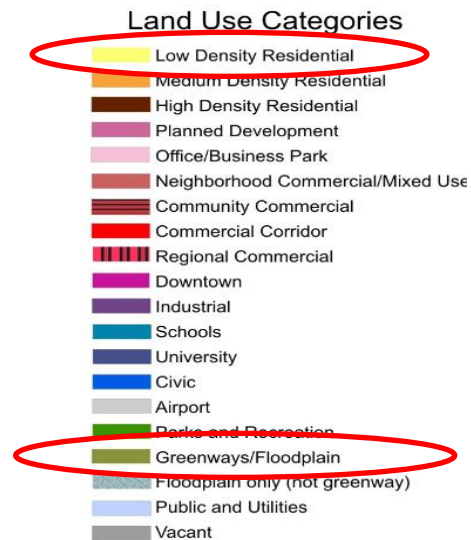 Land Use Categories
Low Density Residential
Medium Density Residential
High Density Residential
Planned Development
Office/Business Park
Neighborhood Commercial/Mixed Use
Community Commercial
Commercial Corridor
Regional Commercial
Downtown
Industrial
Schools
University
Civic
Airport
Parks and Recreation
Greenways/Floodplain
Floodplain only (not greenway)
Public and Utilities
Vacant